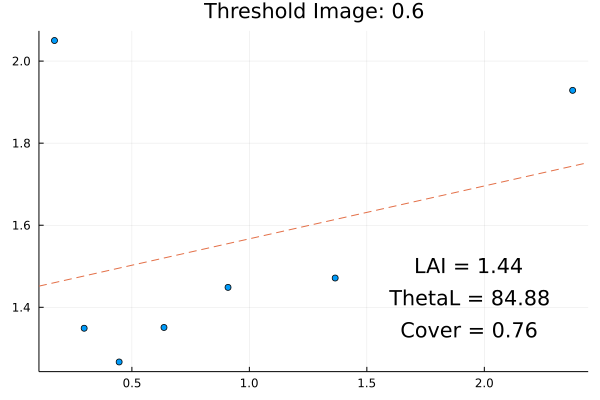 Threshold Image: 0.6
2.0
1.8
1.6
1.4
LAI = 1.44
ThetaL = 84.88
Cover = 0.76
0.5 1.0 1.5 2.0